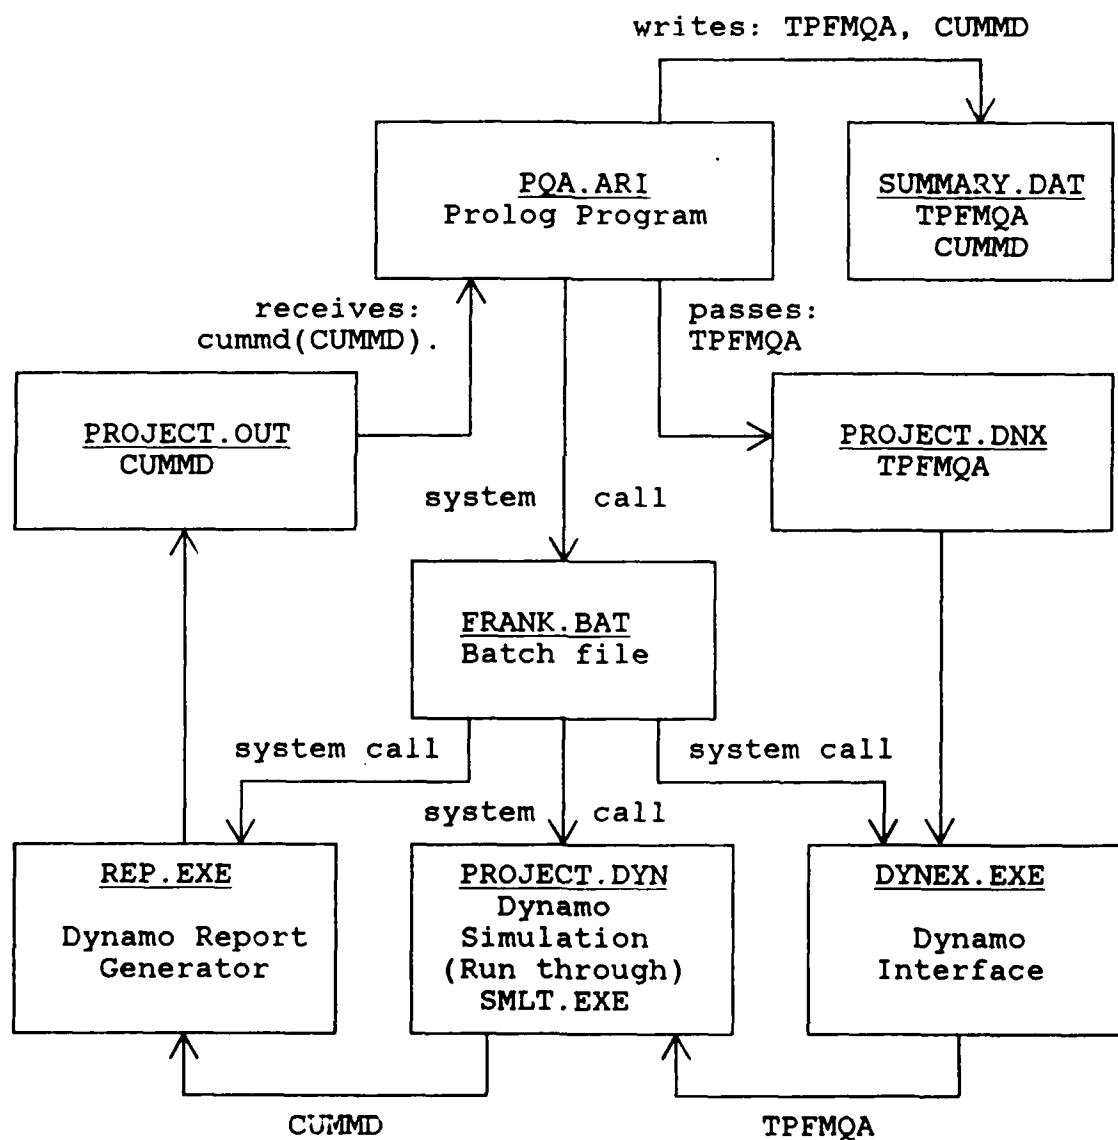 writes: TPFMQA, CUMMD
PQA.ARI
Prolog Program
SUMMARY.DAT
TPFMQA
CUMMD
receives:
cummd(CUMMD).
passes:
TPFMQA
PROJECT.OUT
CUMMD
PROJECT.DNX
TPFMQA
system call
FRANK.BAT
Batch file
system call
system call
system call
REP.EXE
Dynamo Report
Generator
PROJECT.DYN
Dynamo
Simulation
(Run through)
SMLT.EXE
DYNEX.EXE
Dynamo
Interface
CUMMD
TPFMQA